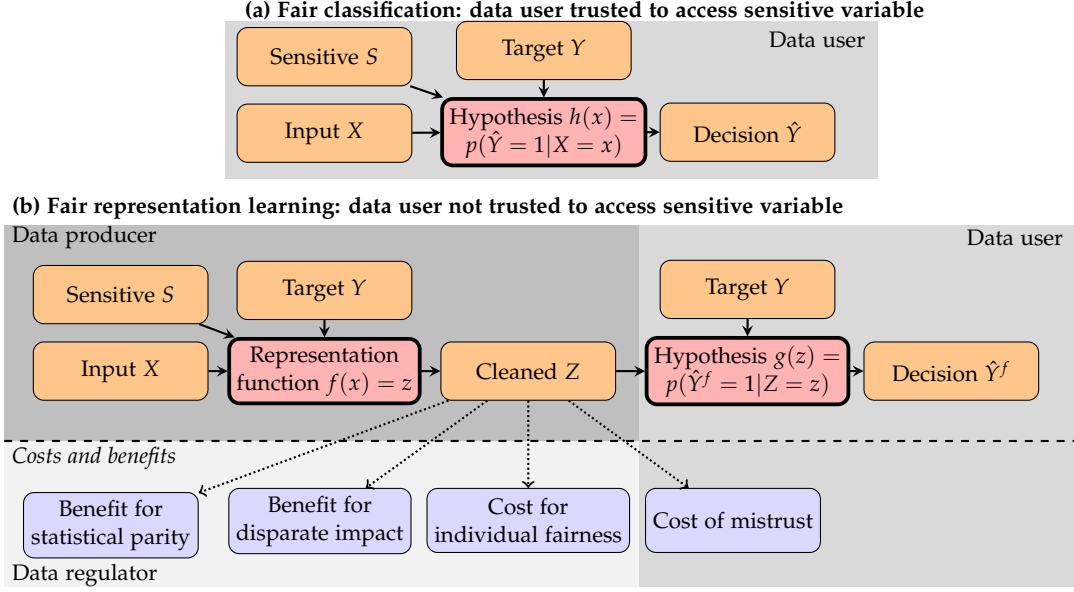 (a) Fair classification: data user trusted to access sensitive variable
Data user
Sensitive S
Target Y
Input X
Hypothesis h(x) =
p(Ŷ = 1|X = x)
Decision Ŷ
(b) Fair representation learning: data user not trusted to access sensitive variable
Data producer
Data user
Sensitive S
Target Y
Target Y
Input X
Representation
function f(x) = z
Cleaned Z
Hypothesis g(z) =
p(Ŷᶠ = 1|Z = z)
Decision Ŷᶠ
Costs and benefits
Benefit for
statistical parity
Benefit for
disparate impact
Cost for
individual fairness
Cost of mistrust
Data regulator